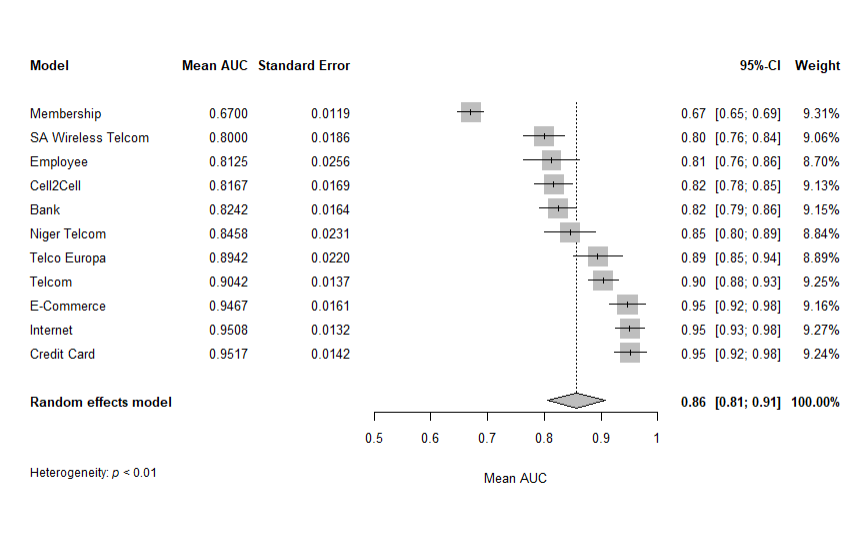 Model Mean AUC Standard Error 95%-CI Weight
Membership 0.6700 0.0119 0.67 [0.65; 0.69] 9.31%
SA Wireless Telcom 0.8000 0.0186 0.80 [0.76; 0.84] 9.06%
Employee 0.8125 0.0256 0.81 [0.76; 0.86] 8.70%
Cell2Cell 0.8167 0.0169 0.82 [0.78; 0.85] 9.13%
Bank 0.8242 0.0164 0.82 [0.79; 0.86] 9.15%
Niger Telcom 0.8458 0.0231 0.85 [0.80; 0.89] 8.84%
Telco Europa 0.8942 0.0220 0.89 [0.85; 0.94] 8.89%
Telcom 0.9042 0.0137 0.90 [0.88; 0.93] 9.25%
E-Commerce 0.9467 0.0161 0.95 [0.92; 0.98] 9.16%
Internet 0.9508 0.0132 0.95 [0.93; 0.98] 9.27%
Credit Card 0.9517 0.0142 0.95 [0.92; 0.98] 9.24%
Random effects model 0.86 [0.81; 0.91] 100.00%
0.5 0.6 0.7 0.8 0.9 1
Heterogeneity: p < 0.01
Mean AUC